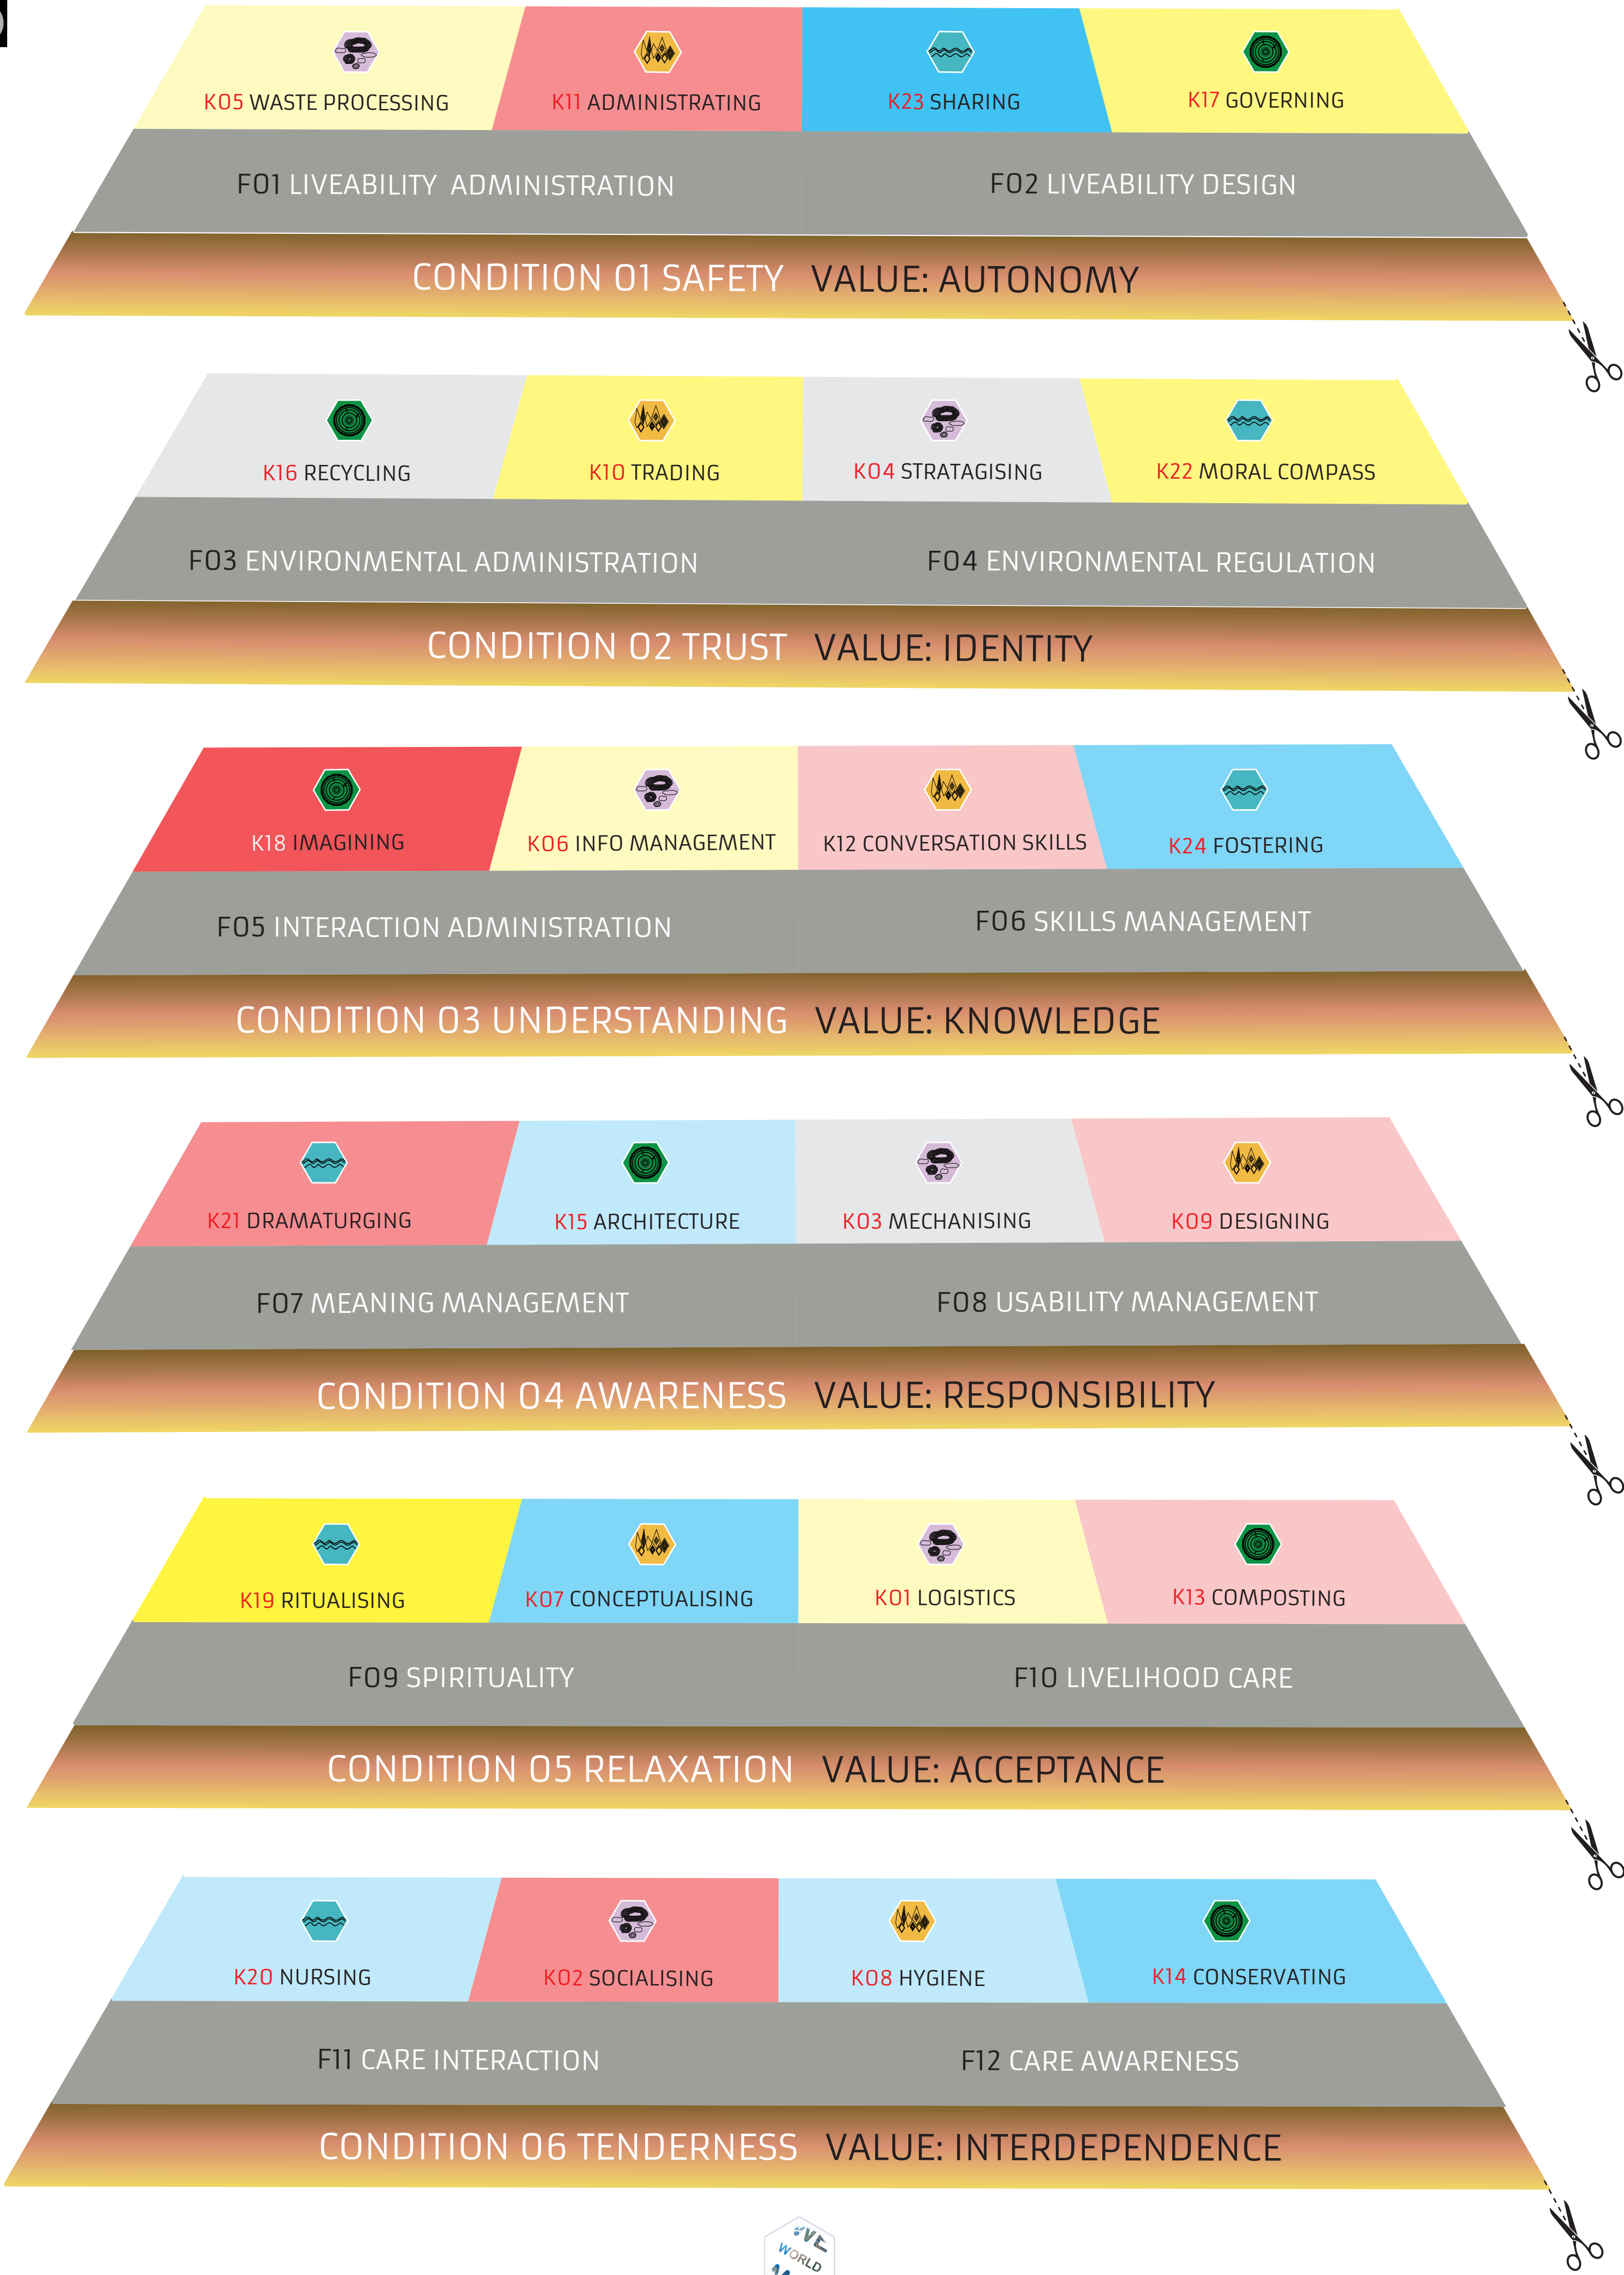 K05 WASTE PROCESSING
K11 ADMINISTRATING
K23 SHARING
K17 GOVERNING
F01 LIVEABILITY ADMINISTRATION
F02 LIVEABILITY DESIGN
CONDITION 01 SAFETY VALUE: AUTONOMY
K16 RECYCLING
K10 TRADING
K04 STRATAGISING
K22 MORAL COMPASS
F03 ENVIRONMENTAL ADMINISTRATION
F04 ENVIRONMENTAL REGULATION
CONDITION 02 TRUST VALUE: IDENTITY
K18 IMAGINING
K06 INFO MANAGEMENT
K12 CONVERSATION SKILLS
K24 FOSTERING
F05 INTERACTION ADMINISTRATION
F06 SKILLS MANAGEMENT
CONDITION 03 UNDERSTANDING VALUE: KNOWLEDGE
K21 DRAMATURGING
K15 ARCHITECTURE
K03 MECHANISING
K09 DESIGNING
F07 MEANING MANAGEMENT
F08 USABILITY MANAGEMENT
CONDITION 04 AWARENESS VALUE: RESPONSIBILITY
K19 RITUALISING
K07 CONCEPTUALISING
K01 LOGISTICS
K13 COMPOSTING
F09 SPIRITUALITY
F10 LIVELIHOOD CARE
CONDITION 05 RELAXATION VALUE: ACCEPTANCE
K20 NURSING
K02 SOCIALISING
K08 HYGIENE
K14 CONSERVATING
F11 CARE INTERACTION
F12 CARE AWARENESS
CONDITION 06 TENDERNESS VALUE: INTERDEPENDENCE
WORLD